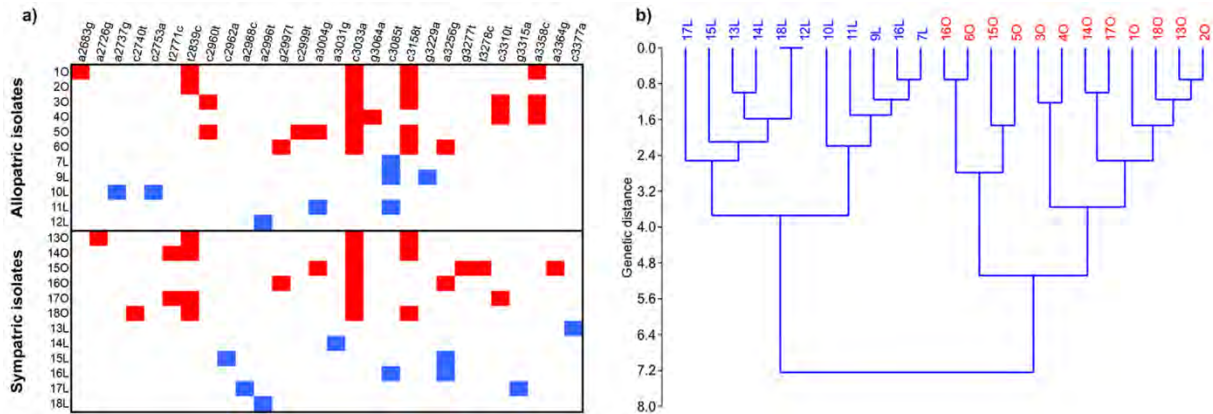 a)
a2683g a2726g a2737g c2740t c2753a t2771c t2839c c2960t c2962a a2988c a2996t g2997t c2999t a3004g a3031g c3033a g3064a c3085t c3158t g3229a a3256g g3277t t3278c c3310t g3315a a3358c a3364g c3377a
Allopatric isolates
1O
2O
3O
4O
5O
6O
7L
9L
10L
11L
12L
Sympatric isolates
13O
14O
15O
16O
17O
18O
13L
14L
15L
16L
17L
18L
b)
17L 15L 13L 14L 18L 12L 10L 11L 9L 16L 7L 16O 6O 15O 5O 3O 4O 14O 17O 1O 18O 13O 2O
Genetic distance
0.0
0.8
1.6
2.4
3.2
4.0
4.8
5.6
6.4
7.2
8.0